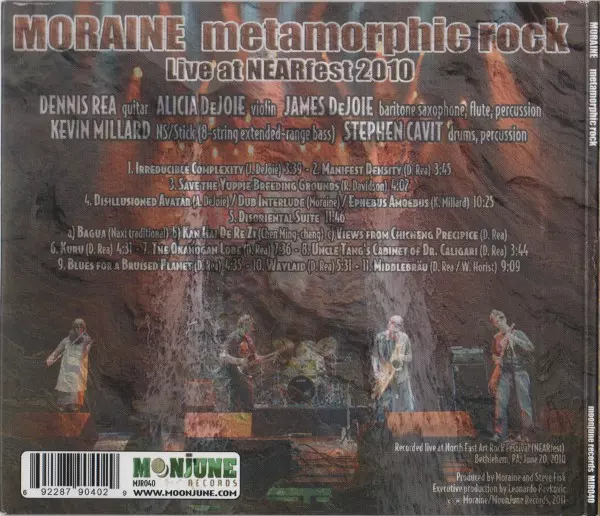 MORAINE metamorphic rock
Live at NEARfest 2010
DENNIS REA guitar ALICIA DeJOIE violin JAMES DeJOIE baritone saxophone, flute, percussion
KEVIN MILLARD NS/Stick (8-string extended-range bass) STEPHEN CAVIT drums, percussion
1. Irreducible Complexity (J. DeJoie) 3:39 - 2. Manifest Density (D. Rea) 3:45
3. Save the Yuppie Breeding Grounds (R. Davidson) 4:07
4. Disillusioned Avatar (A. DeJoie) / Dub Interlude (Moraine) / Ephebus Amoebus (K. Millard) 10:25
5. Disoriental Suite 11:46
a) Bagua (Naxi traditional) b) Kan Hai De Re Zi (Chen Ming-chang) c) Views from Chicheng Precipice (D. Rea)
6. Kuru (D. Rea) 4:31 - 7. The Okanogan Lobe (D. Rea) 7:36 - 8. Uncle Tang's Cabinet of Dr. Caligari (D. Rea) 3:44
9. Blues for a Bruised Planet (D. Rea) 4:35 - 10. Waylaid (D. Rea) 5:31 - 11. Middlebräu (D. Rea / W. Horist) 9:09
Recorded live at North East Art Rock Festival (NEARfest)
Bethlehem, PA, June 20, 2010
Produced by Moraine and Steve Fisk
Executive production by Leonardo Pavkovic
Moraine/MoonJune Records, 2011
6 92287 90402 9
MOONJUNE
RECORDS
MJR040
WWW.MOONJUNE.COM
MORAINE metamorphic rock
moonjune records MJR040